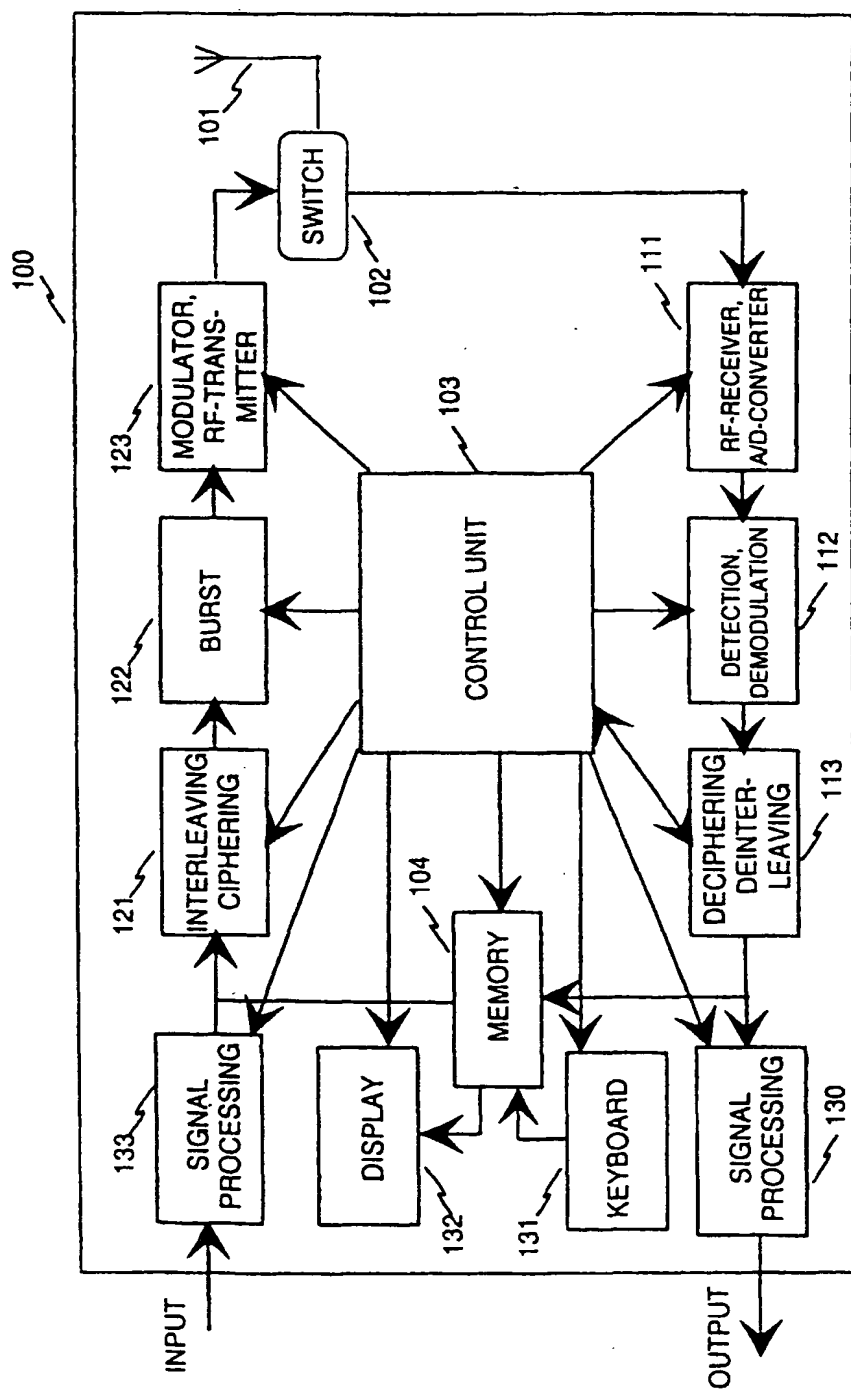 100
INPUT
133
SIGNAL
PROCESSING
121
INTERLEAVING
CIPHERING
122
BURST
123
MODULATOR,
RF-TRANS-
MITTER
101
SWITCH
102
DISPLAY
132
MEMORY
104
CONTROL UNIT
103
KEYBOARD
131
OUTPUT
SIGNAL
PROCESSING
130
DECIPHERING
DEINTER-
LEAVING
113
DETECTION,
DEMODULATION
112
RF-RECEIVER,
A/D-CONVERTER
111